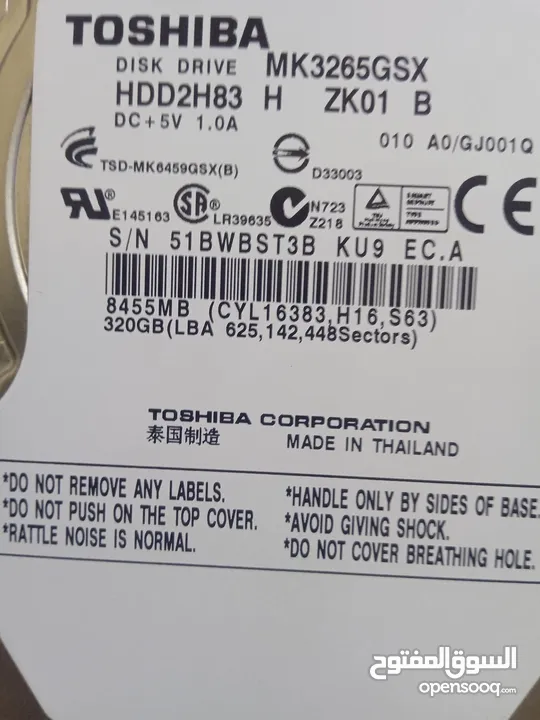 TOSHIBA
DISK DRIVE MK3265GSX
HDD2H83 H ZK01 B
DC+5V 1.0A
010 A0/GJ001Q
TSD-MK6459GSX(B)
D33003
E145163
LR39635
N723
Z218
S/N 51BWBST3B KU9 EC.A
8455MB (CYL16383,H16,S63)
320GB(LBA 625,142,448Sectors)
TOSHIBA CORPORATION
泰国制造 MADE IN THAILAND
*DO NOT REMOVE ANY LABELS.
*DO NOT PUSH ON THE TOP COVER.
*RATTLE NOISE IS NORMAL.
*HANDLE ONLY BY SIDES OF BASE.
*AVOID GIVING SHOCK.
*DO NOT COVER BREATHING HOLE.
السوق المفتوح
opensooq.com